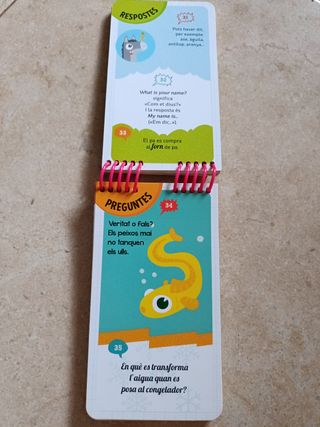 RESPOSTES
31
Pots haver dit,
per exemple
ase, àguila,
antílop, aranya...
32
What is your name?
significa
«Com et dius?»
i la resposta és
My name is...
(«Em dic...»).
33
El pa es compra
al forn de pa.
PREGUNTES
34
Veritat o fals?
Els peixos mai
no tanquen
els ulls.
35
En què es transforma
l'aigua quan es
posa al congelador?